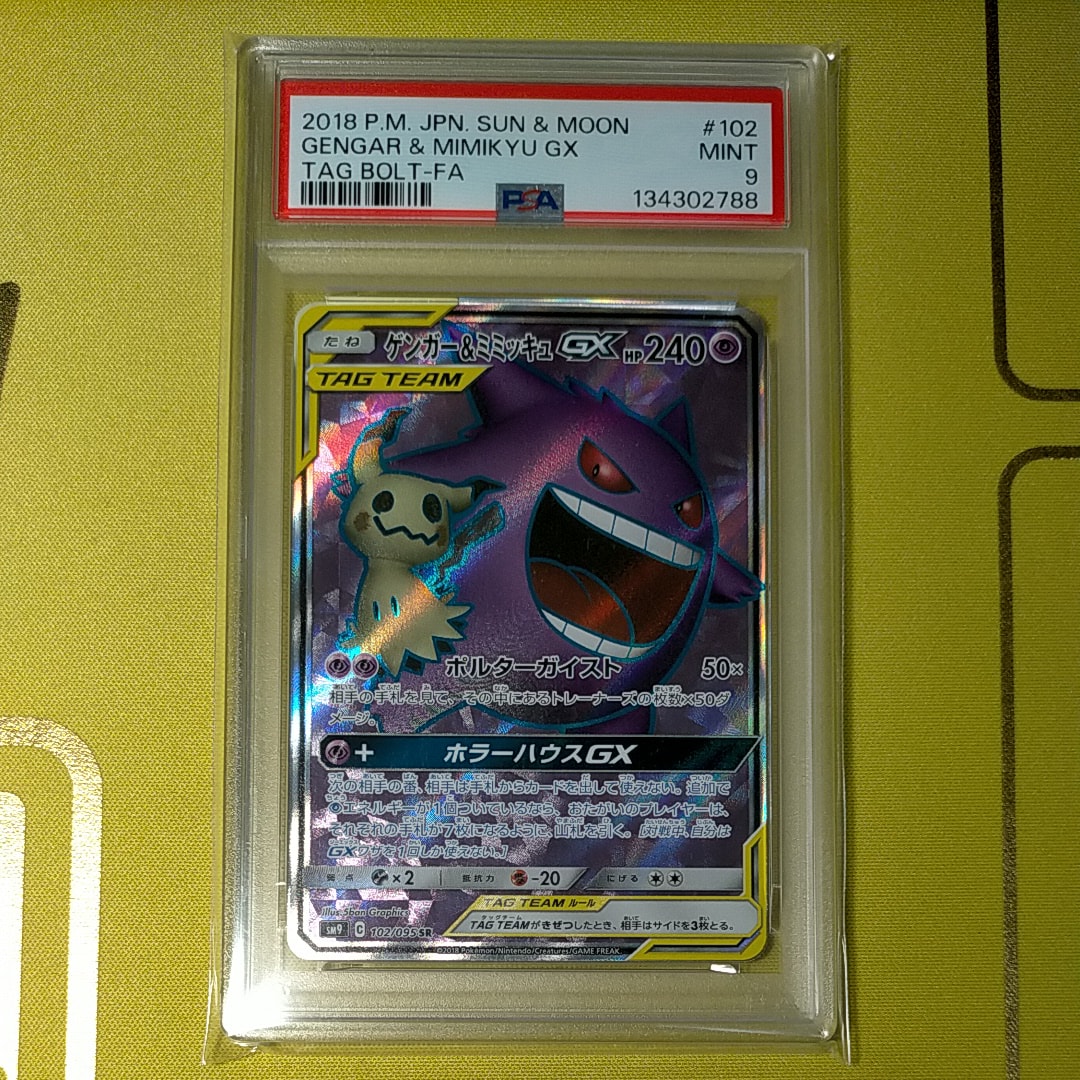 2018 P.M. JPN. SUN & MOON #102
GENGAR & MIMIKYU GX MINT
TAG BOLT-FA 9
PSA 134302788
たね ゲンガー&ミミッキュGX HP240
TAG TEAM
ポルターガイスト 50×
相手の手札を見て、その中にあるトレーナーズの枚数×50ダ
メージ。
+ ホラーハウスGX
次の相手の番、相手は手札からカードを出して使えない。追加で
エネルギーが1個ついているなら、おたがいのプレイヤーは、
それぞれの手札が7枚になるように、山札を引く。[対戦中、自分は
GXワザを1回しか使えない。]
弱点 ×2 抵抗力 -20 にげる
TAG TEAM ルール
Illus.5ban Graphics
TAG TEAMがきぜつしたとき、相手はサイドを3枚とる。
SM9 C 102/095 SR
©2018 Pokémon/Nintendo/Creatures/GAME FREAK.